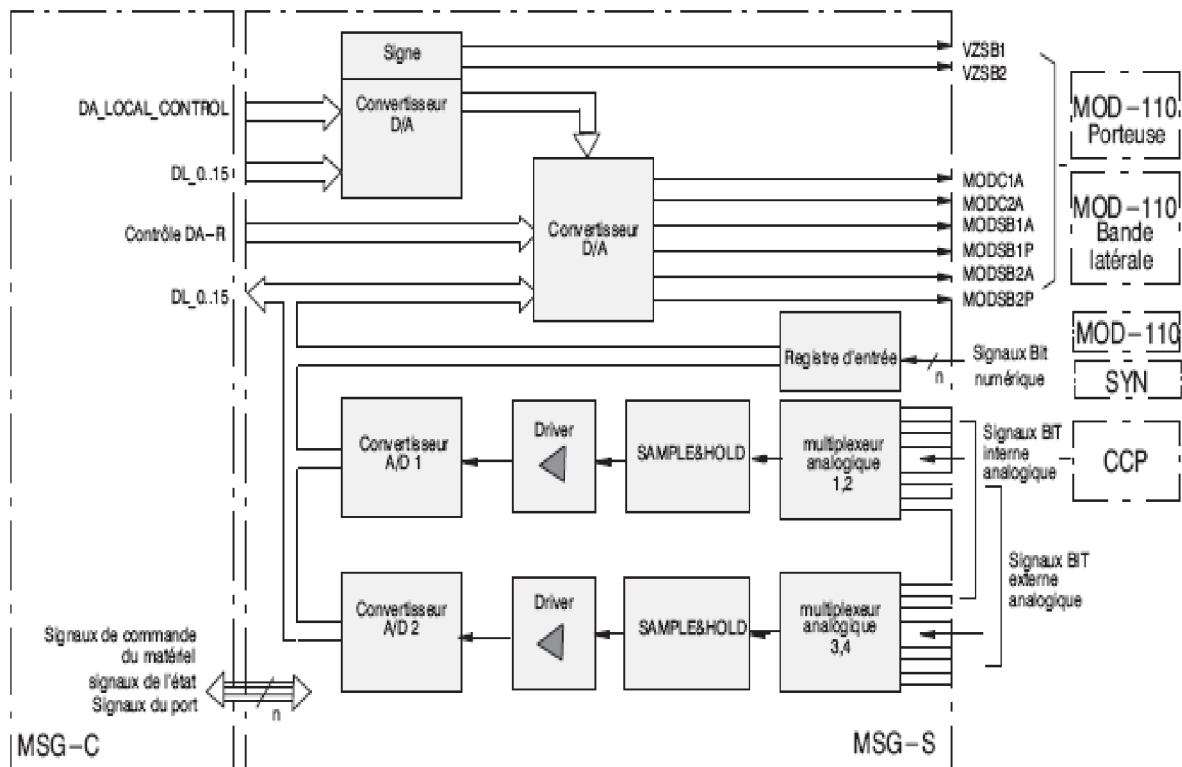 Signe
Convertisseur
D/A
DA_LOCAL_CONTROL
DL_0..15
Contrôle DA-R
DL_0..15
Convertisseur
D/A
VZSB1
VZSB2
MODC1A
MODC2A
MODSB1A
MODSB1P
MODSB2A
MODSB2P
MOD-110
Porteuse
MOD-110
Bande
latérale
MOD-110
SYN
CCP
Registre d'entrée
n
Signaux Bit
numérique
Convertisseur
A/D 1
Driver
SAMPLE&HOLD
multiplexeur
analogique
1,2
Signaux BIT
interne
analogique
Signaux BIT
externe
analogique
Convertisseur
A/D 2
Driver
SAMPLE&HOLD
multiplexeur
analogique
3,4
Signaux de commande
du matériel
signaux de l'état
Signaux du port
n
MSG-C
MSG-S